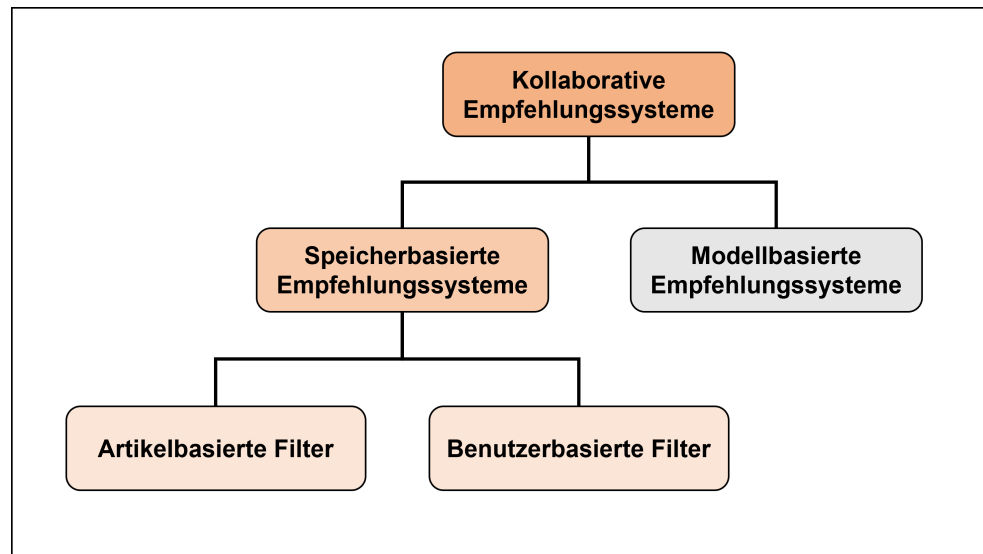 Kollaborative
Empfehlungssysteme
Speicherbasierte
Empfehlungssysteme
Modellbasierte
Empfehlungssysteme
Artikelbasierte Filter
Benutzerbasierte Filter